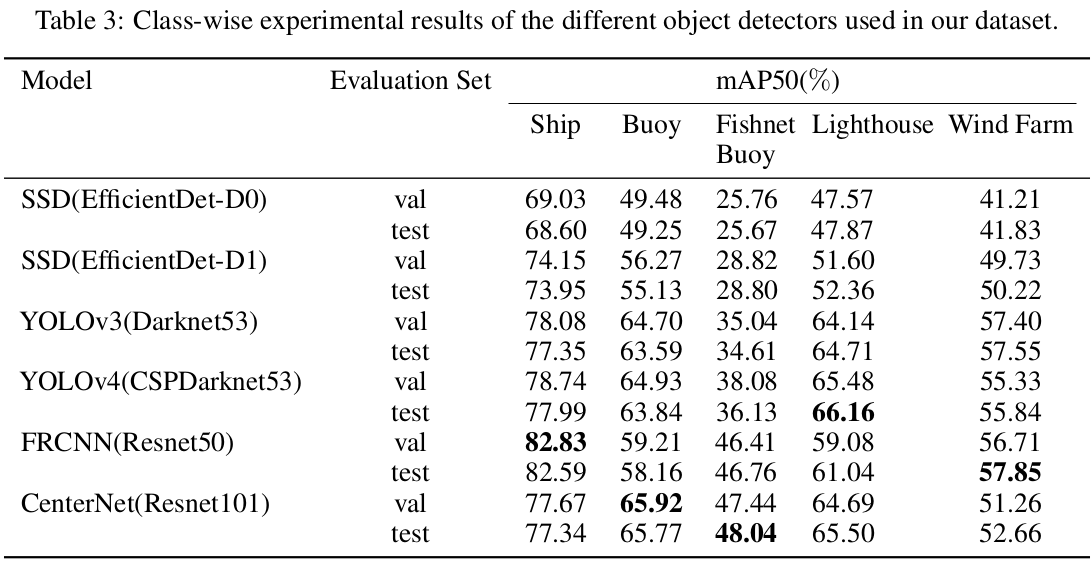 Table 3: Class-wise experimental results of the different object detectors used in our dataset.
Model Evaluation Set mAP50(%)
Ship Buoy Fishnet Lighthouse Wind Farm
Buoy
SSD(EfficientDet-D0) val 69.03 49.48 25.76 47.57 41.21
test 68.60 49.25 25.67 47.87 41.83
SSD(EfficientDet-D1) val 74.15 56.27 28.82 51.60 49.73
test 73.95 55.13 28.80 52.36 50.22
YOLOv3(Darknet53) val 78.08 64.70 35.04 64.14 57.40
test 77.35 63.59 34.61 64.71 57.55
YOLOv4(CSPDarknet53) val 78.74 64.93 38.08 65.48 55.33
test 77.99 63.84 36.13 66.16 55.84
FRCNN(Resnet50) val 82.83 59.21 46.41 59.08 56.71
test 82.59 58.16 46.76 61.04 57.85
CenterNet(Resnet101) val 77.67 65.92 47.44 64.69 51.26
test 77.34 65.77 48.04 65.50 52.66